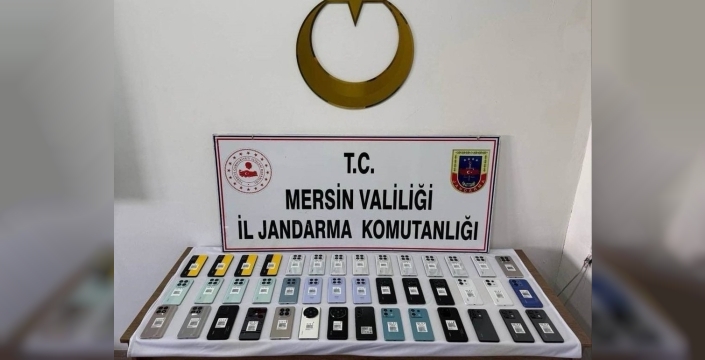 T.C.
MERSİN VALİLİĞİ
İL JANDARMA KOMUTANLIĞI